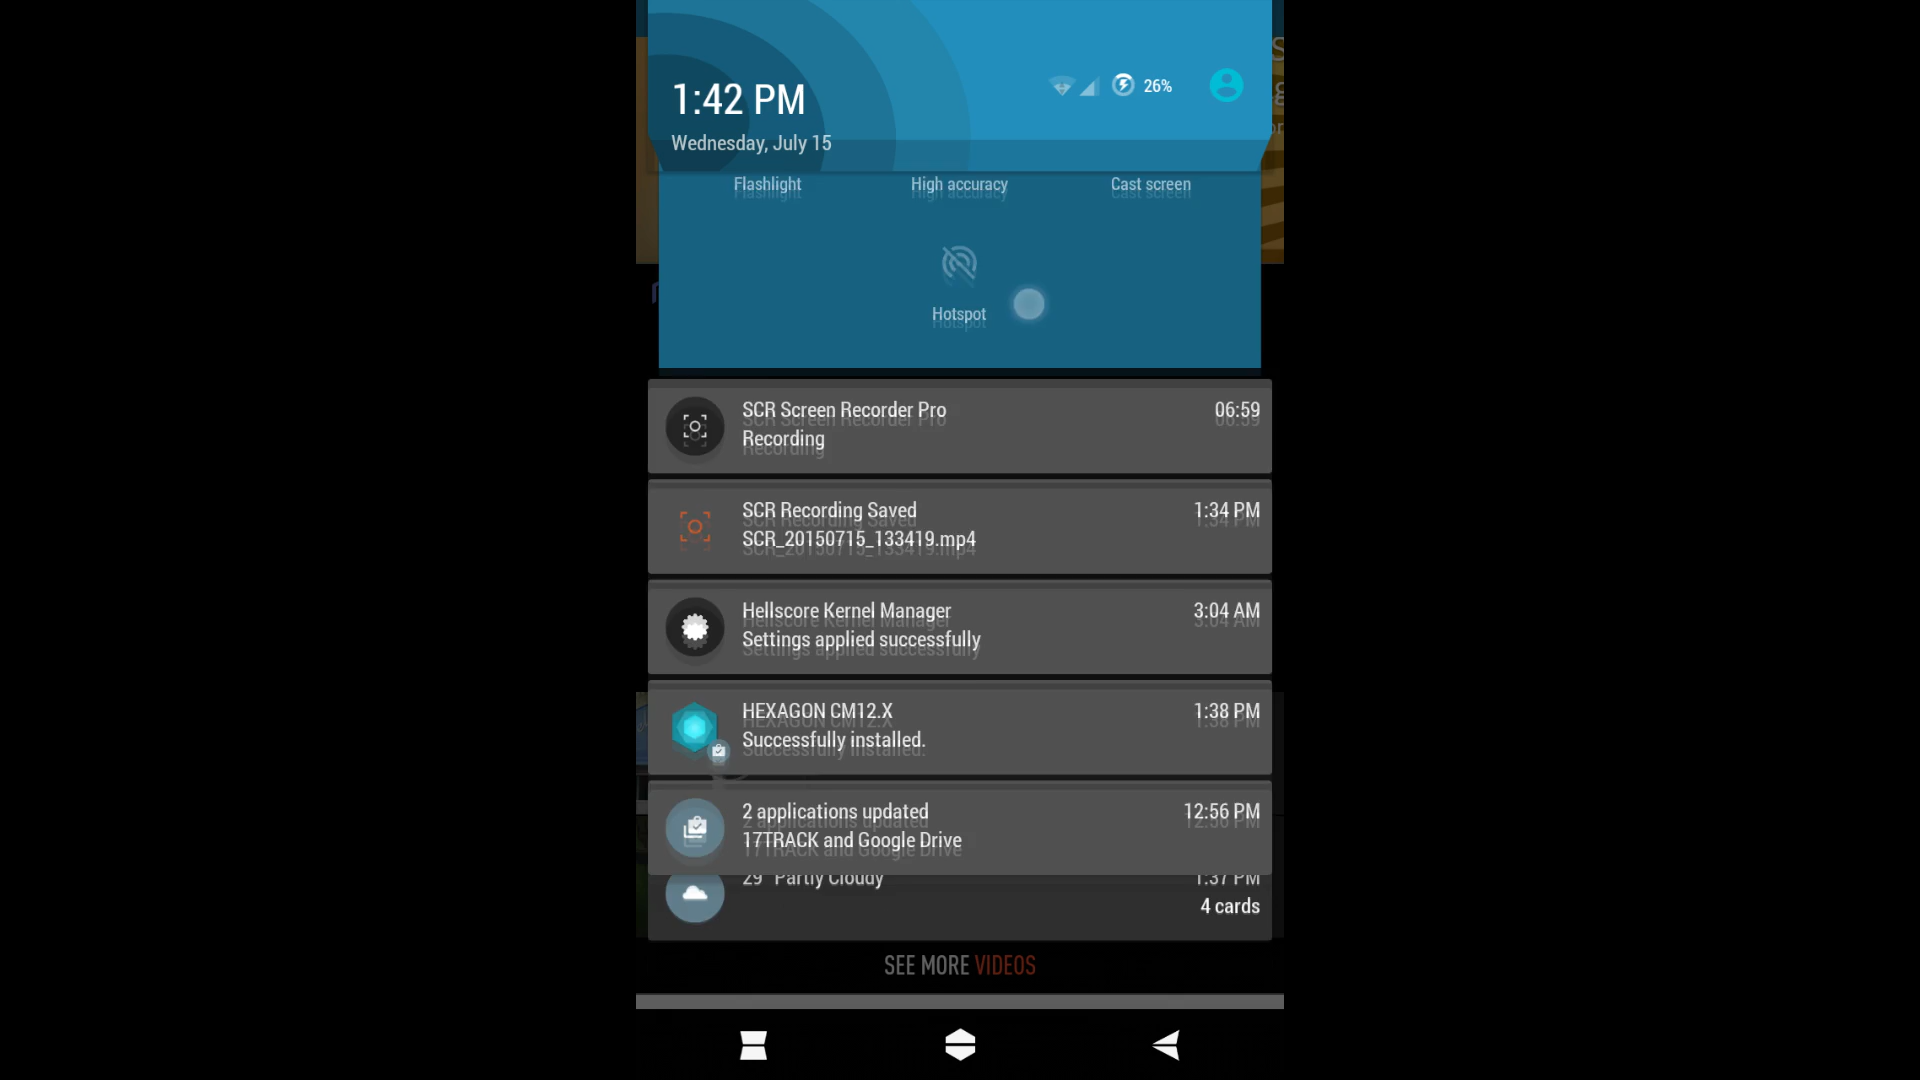 1:42 PM
26%
Wednesday, July 15
Flashlight
High accuracy
Cast screen
Hotspot
SCR Screen Recorder Pro
06:59
Recording
SCR Recording Saved
1:34 PM
SCR_20150715_133419.mp4
Hellscore Kernel Manager
3:04 AM
Settings applied successfully
HEXAGON CM12.X
1:38 PM
Successfully installed.
2 applications updated
12:56 PM
17TRACK and Google Drive
29° Partly Cloudy
1:37 PM
4 cards
SEE MORE VIDEOS